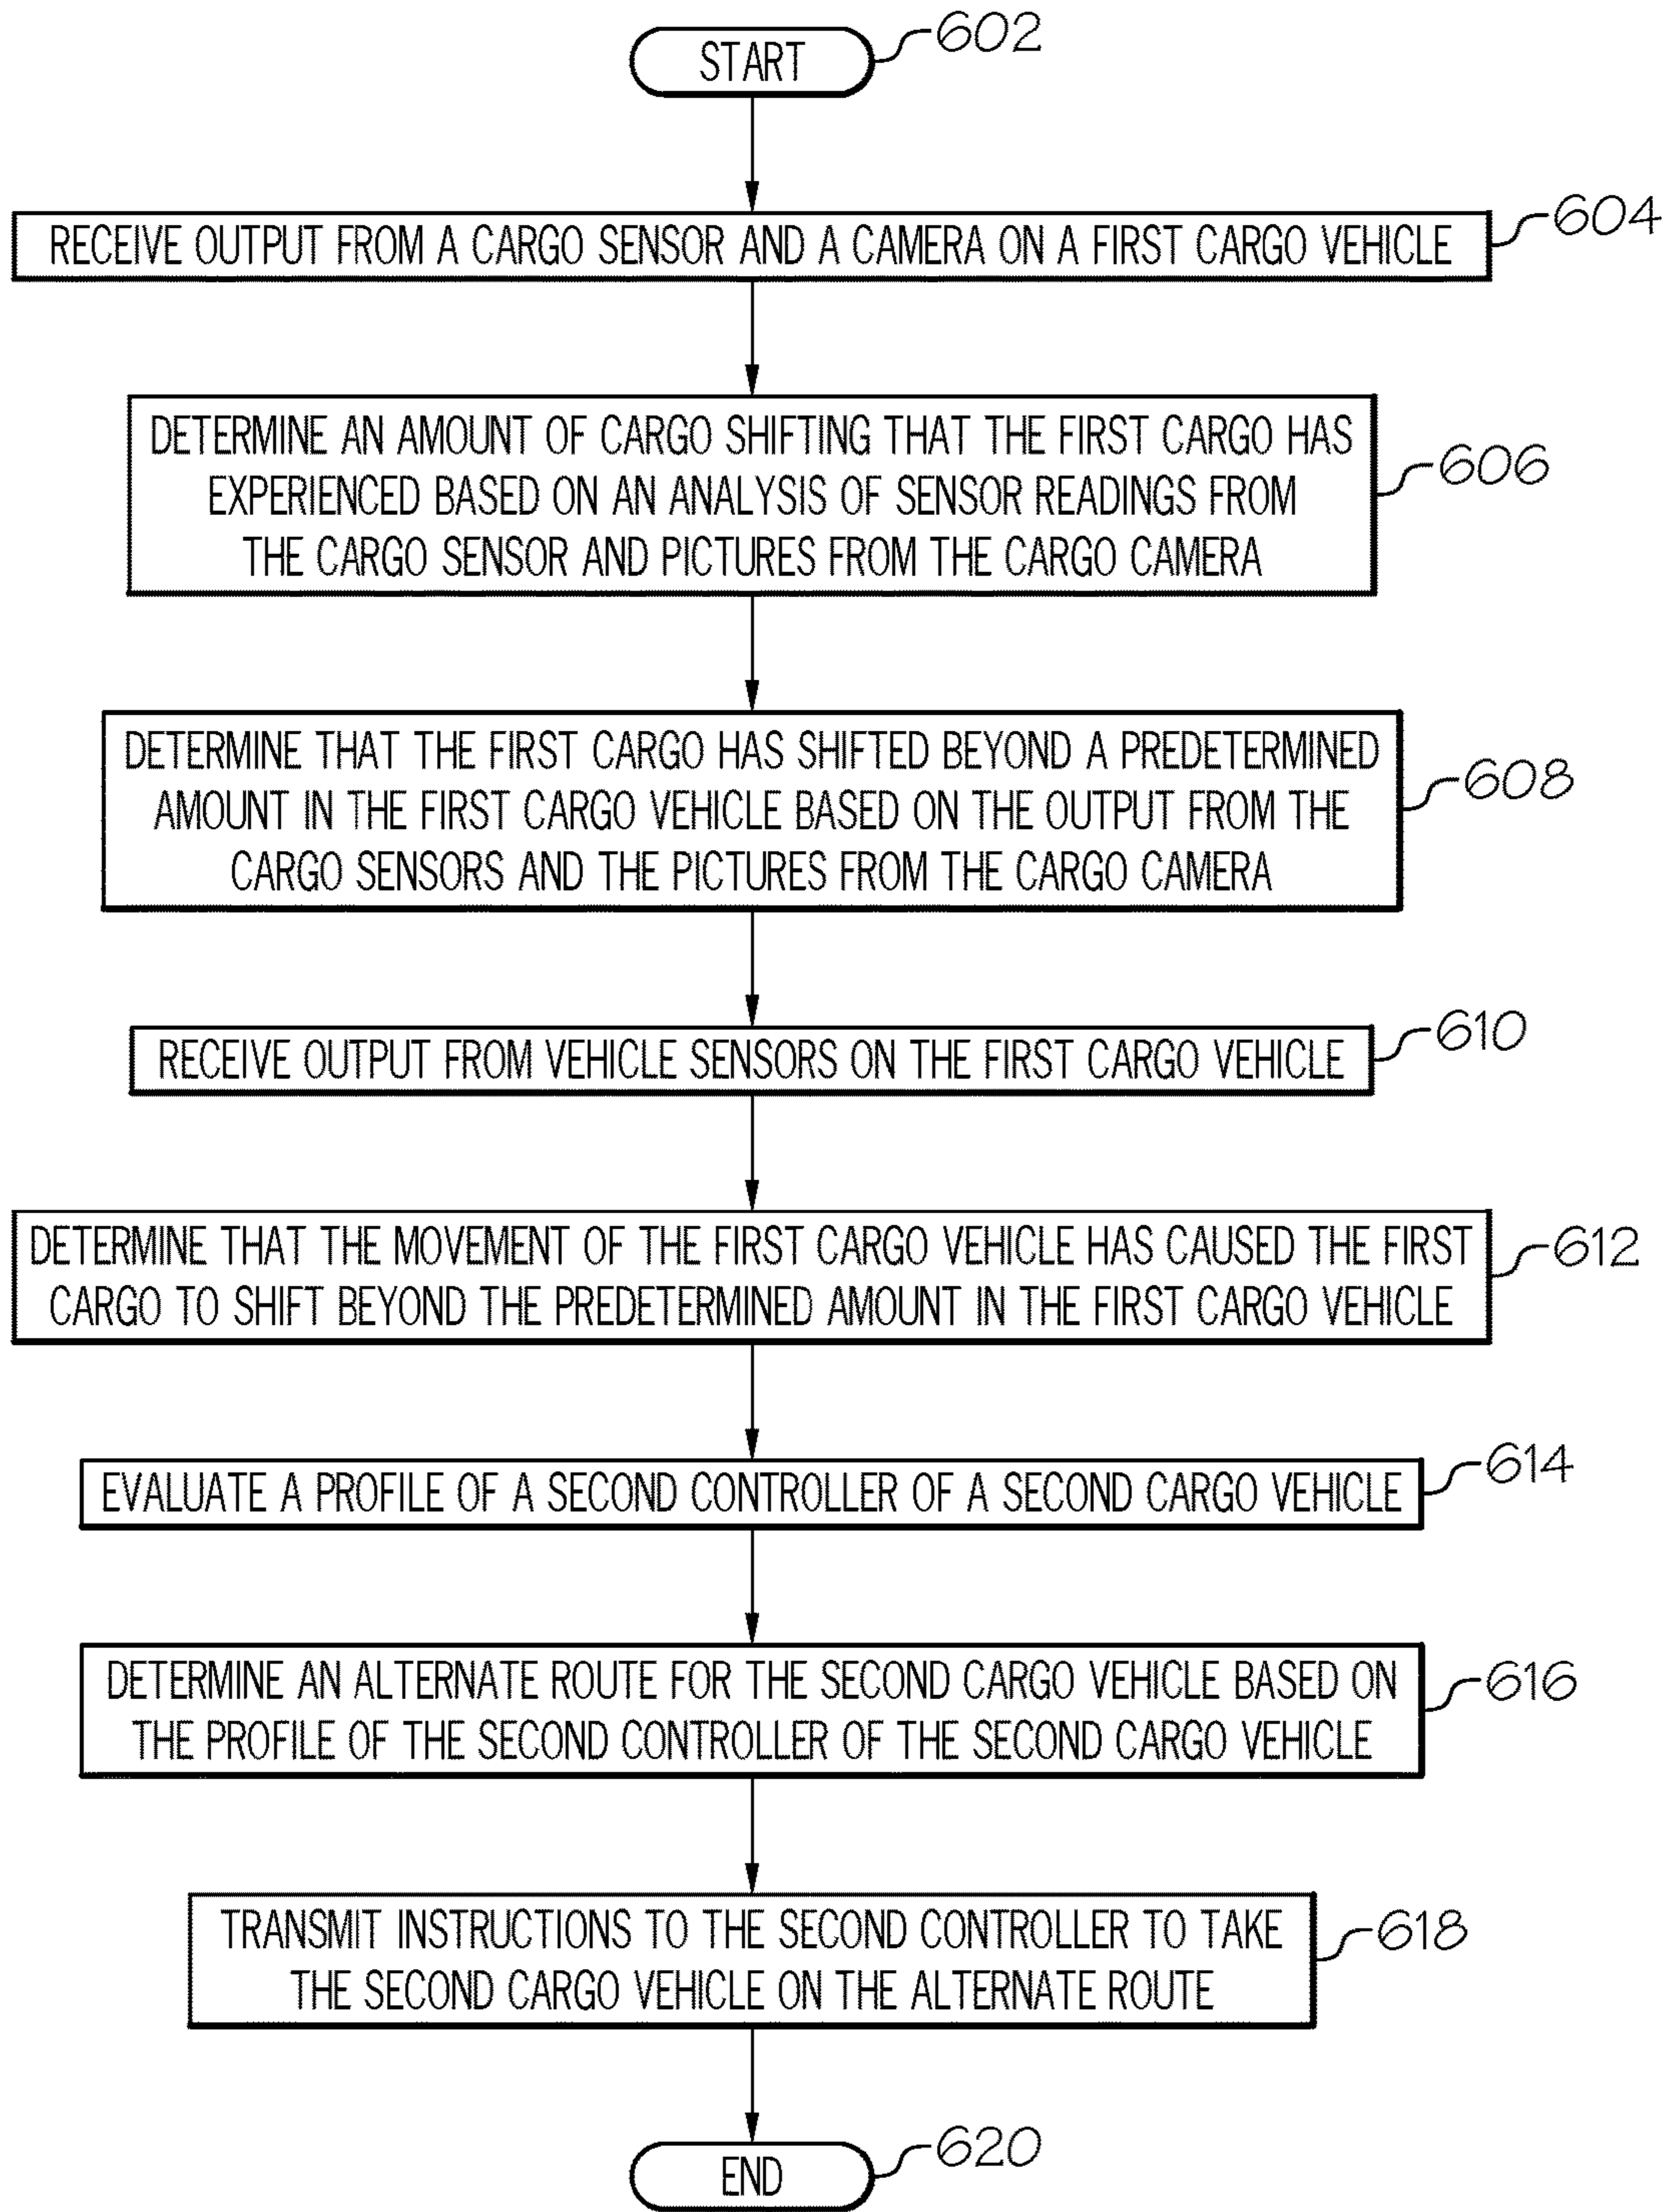 START
602
RECEIVE OUTPUT FROM A CARGO SENSOR AND A CAMERA ON A FIRST CARGO VEHICLE
604
DETERMINE AN AMOUNT OF CARGO SHIFTING THAT THE FIRST CARGO HAS
EXPERIENCED BASED ON AN ANALYSIS OF SENSOR READINGS FROM
THE CARGO SENSOR AND PICTURES FROM THE CARGO CAMERA
606
DETERMINE THAT THE FIRST CARGO HAS SHIFTED BEYOND A PREDETERMINED
AMOUNT IN THE FIRST CARGO VEHICLE BASED ON THE OUTPUT FROM THE
CARGO SENSORS AND THE PICTURES FROM THE CARGO CAMERA
608
RECEIVE OUTPUT FROM VEHICLE SENSORS ON THE FIRST CARGO VEHICLE
610
DETERMINE THAT THE MOVEMENT OF THE FIRST CARGO VEHICLE HAS CAUSED THE FIRST
CARGO TO SHIFT BEYOND THE PREDETERMINED AMOUNT IN THE FIRST CARGO VEHICLE
612
EVALUATE A PROFILE OF A SECOND CONTROLLER OF A SECOND CARGO VEHICLE
614
DETERMINE AN ALTERNATE ROUTE FOR THE SECOND CARGO VEHICLE BASED ON
THE PROFILE OF THE SECOND CONTROLLER OF THE SECOND CARGO VEHICLE
616
TRANSMIT INSTRUCTIONS TO THE SECOND CONTROLLER TO TAKE
THE SECOND CARGO VEHICLE ON THE ALTERNATE ROUTE
618
END
620